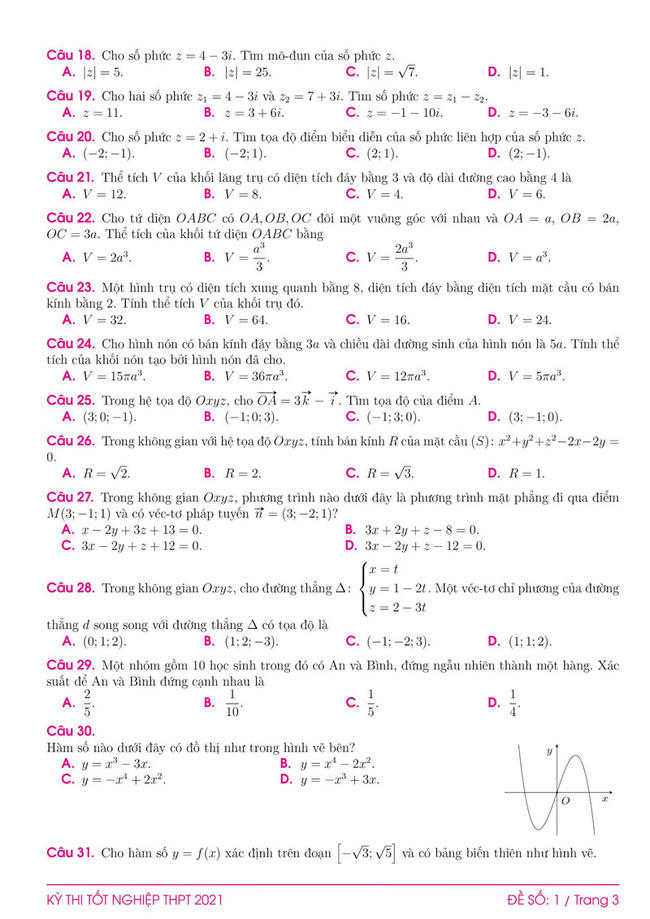 Câu 18. Cho số phức z = 4 − 3i. Tìm mô-đun của số phức z.
A. |z| = 5. B. |z| = 25. C. |z| = √7. D. |z| = 1.
Câu 19. Cho hai số phức z₁ = 4 − 3i và z₂ = 7 + 3i. Tìm số phức z = z₁ − z₂.
A. z = 11. B. z = 3 + 6i. C. z = −1 − 10i. D. z = −3 − 6i.
Câu 20. Cho số phức z = 2 + i. Tìm tọa độ điểm biểu diễn của số phức liên hợp của số phức z.
A. (−2; −1). B. (−2; 1). C. (2; 1). D. (2; −1).
Câu 21. Thể tích V của khối lăng trụ có diện tích đáy bằng 3 và độ dài đường cao bằng 4 là
A. V = 12. B. V = 8. C. V = 4. D. V = 6.
Câu 22. Cho tứ diện OABC có OA, OB, OC đôi một vuông góc với nhau và OA = a, OB = 2a,
OC = 3a. Thể tích của khối tứ diện OABC bằng
A. V = 2a³. B. V = a³/3. C. V = 2a³/3. D. V = a³.
Câu 23. Một hình trụ có diện tích xung quanh bằng 8, diện tích đáy bằng diện tích mặt cầu có bán
kính bằng 2. Tính thể tích V của khối trụ đó.
A. V = 32. B. V = 64. C. V = 16. D. V = 24.
Câu 24. Cho hình nón có bán kính đáy bằng 3a và chiều dài đường sinh của hình nón là 5a. Tính thể
tích của khối nón tạo bởi hình nón đã cho.
A. V = 15πa³. B. V = 36πa³. C. V = 12πa³. D. V = 5πa³.
Câu 25. Trong hệ tọa độ Oxyz, cho OA⃗ = 3k⃗ − i⃗. Tìm tọa độ của điểm A.
A. (3; 0; −1). B. (−1; 0; 3). C. (−1; 3; 0). D. (3; −1; 0).
Câu 26. Trong không gian với hệ tọa độ Oxyz, tính bán kính R của mặt cầu (S): x²+y²+z²−2x−2y =
0.
A. R = √2. B. R = 2. C. R = √3. D. R = 1.
Câu 27. Trong không gian Oxyz, phương trình nào dưới đây là phương trình mặt phẳng đi qua điểm
M(3; −1; 1) và có véc-tơ pháp tuyến n⃗ = (3; −2; 1)?
A. x − 2y + 3z + 13 = 0. B. 3x + 2y + z − 8 = 0.
C. 3x − 2y + z + 12 = 0. D. 3x − 2y + z − 12 = 0.
x = t
Câu 28. Trong không gian Oxyz, cho đường thẳng Δ: { y = 1 − 2t . Một véc-tơ chỉ phương của đường
z = 2 − 3t
thẳng d song song với đường thẳng Δ có tọa độ là
A. (0; 1; 2). B. (1; 2; −3). C. (−1; −2; 3). D. (1; 1; 2).
Câu 29. Một nhóm gồm 10 học sinh trong đó có An và Bình, đứng ngẫu nhiên thành một hàng. Xác
suất để An và Bình đứng cạnh nhau là
A. 2/5. B. 1/10. C. 1/5. D. 1/4.
Câu 30.
Hàm số nào dưới đây có đồ thị như trong hình vẽ bên?
A. y = x³ − 3x. B. y = x⁴ − 2x².
C. y = −x⁴ + 2x². D. y = −x³ + 3x.
y
O x
Câu 31. Cho hàm số y = f(x) xác định trên đoạn [−√3; √5] và có bảng biến thiên như hình vẽ.
KỲ THI TỐT NGHIỆP THPT 2021 ĐỀ SỐ: 1 / Trang 3